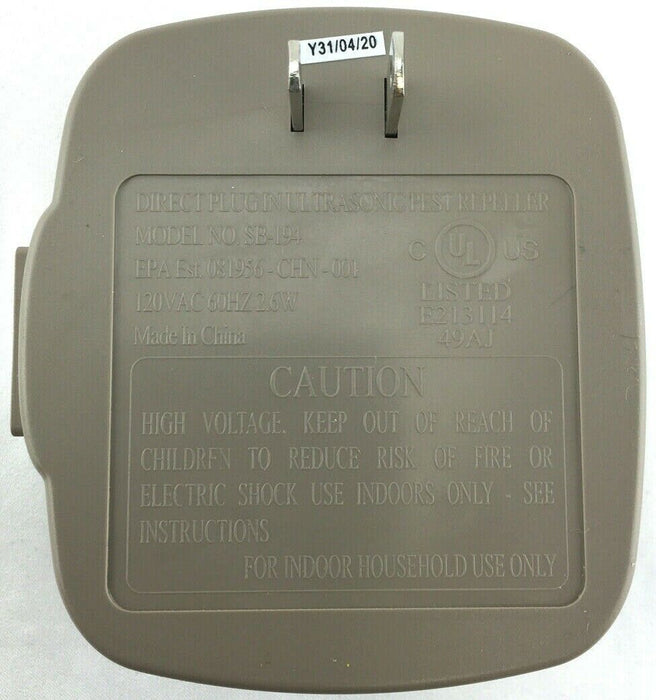 Y31/04/20
DIRECT PLUG IN ULTRASONIC PEST REPELLER
MODEL NO. SB-194
EPA Est. 081956 - CHN - 001
120VAC 60HZ 2.6W
Made In China
C UL US
LISTED
E213114
49AJ
CAUTION
HIGH VOLTAGE. KEEP OUT OF REACH OF
CHILDREN TO REDUCE RISK OF FIRE OR
ELECTRIC SHOCK USE INDOORS ONLY - SEE
INSTRUCTIONS
FOR INDOOR HOUSEHOLD USE ONLY